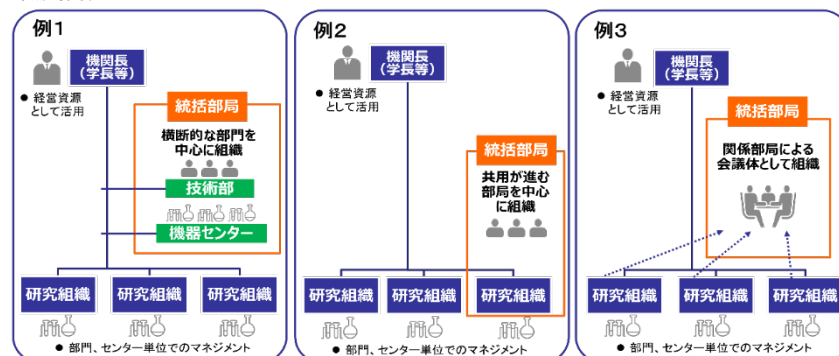 例1
機関長
（学長等）
● 経営資源
として活用
統括部局
横断的な部門を
中心に組織
技術部
機器センター
研究組織
研究組織
研究組織
● 部門、センター単位でのマネジメント
例2
機関長
（学長等）
● 経営資源
として活用
統括部局
共用が進む
部局を中心
に組織
研究組織
研究組織
研究組織
● 部門、センター単位でのマネジメント
例3
機関長
（学長等）
● 経営資源
として活用
統括部局
関係部局による
会議体として組織
研究組織
研究組織
研究組織
● 部門、センター単位でのマネジメント